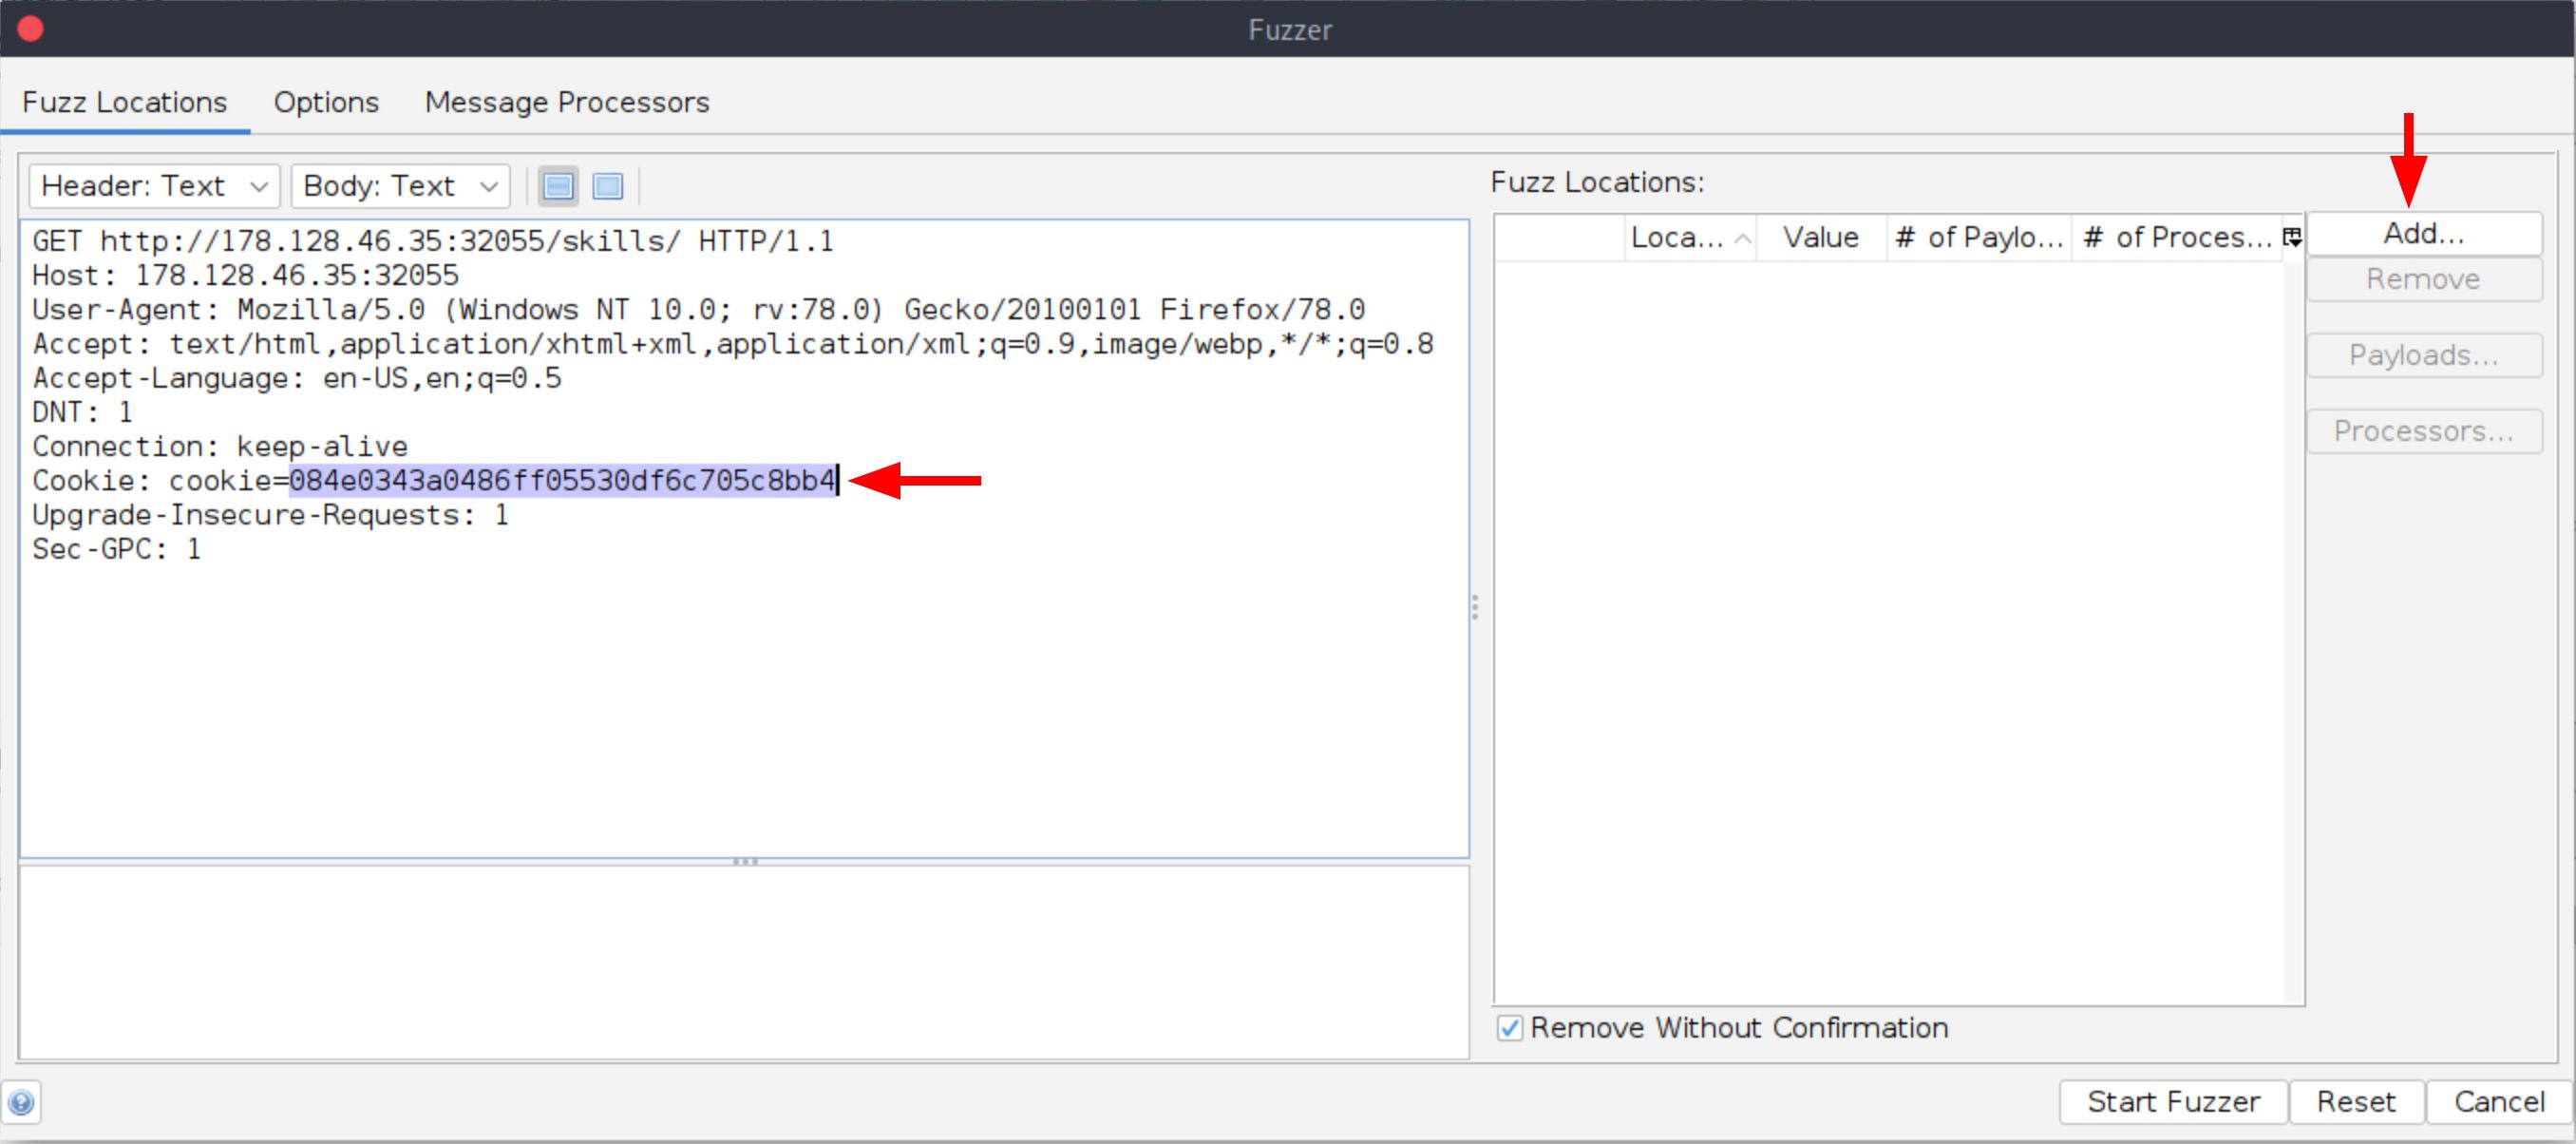 Fuzzer
Fuzz Locations Options Message Processors
Header: Text Body: Text
GET http://178.128.46.35:32055/skills/ HTTP/1.1
Host: 178.128.46.35:32055
User-Agent: Mozilla/5.0 (Windows NT 10.0; rv:78.0) Gecko/20100101 Firefox/78.0
Accept: text/html,application/xhtml+xml,application/xml;q=0.9,image/webp,*/*;q=0.8
Accept-Language: en-US,en;q=0.5
DNT: 1
Connection: keep-alive
Cookie: cookie=084e0343a0486ff05530df6c705c8bb4
Upgrade-Insecure-Requests: 1
Sec-GPC: 1
Fuzz Locations:
Loca... Value # of Paylo... # of Proces...
Add...
Remove
Payloads...
Processors...
Remove Without Confirmation
Start Fuzzer Reset Cancel